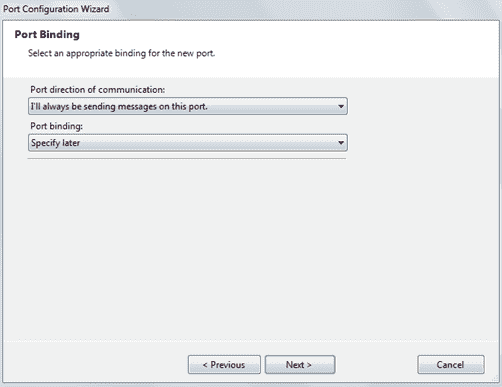 Port Configuration Wizard
Port Binding
Select an appropriate binding for the new port.
Port direction of communication:
I'll always be sending messages on this port.
Port binding:
Specify later
< Previous
Next >
Cancel